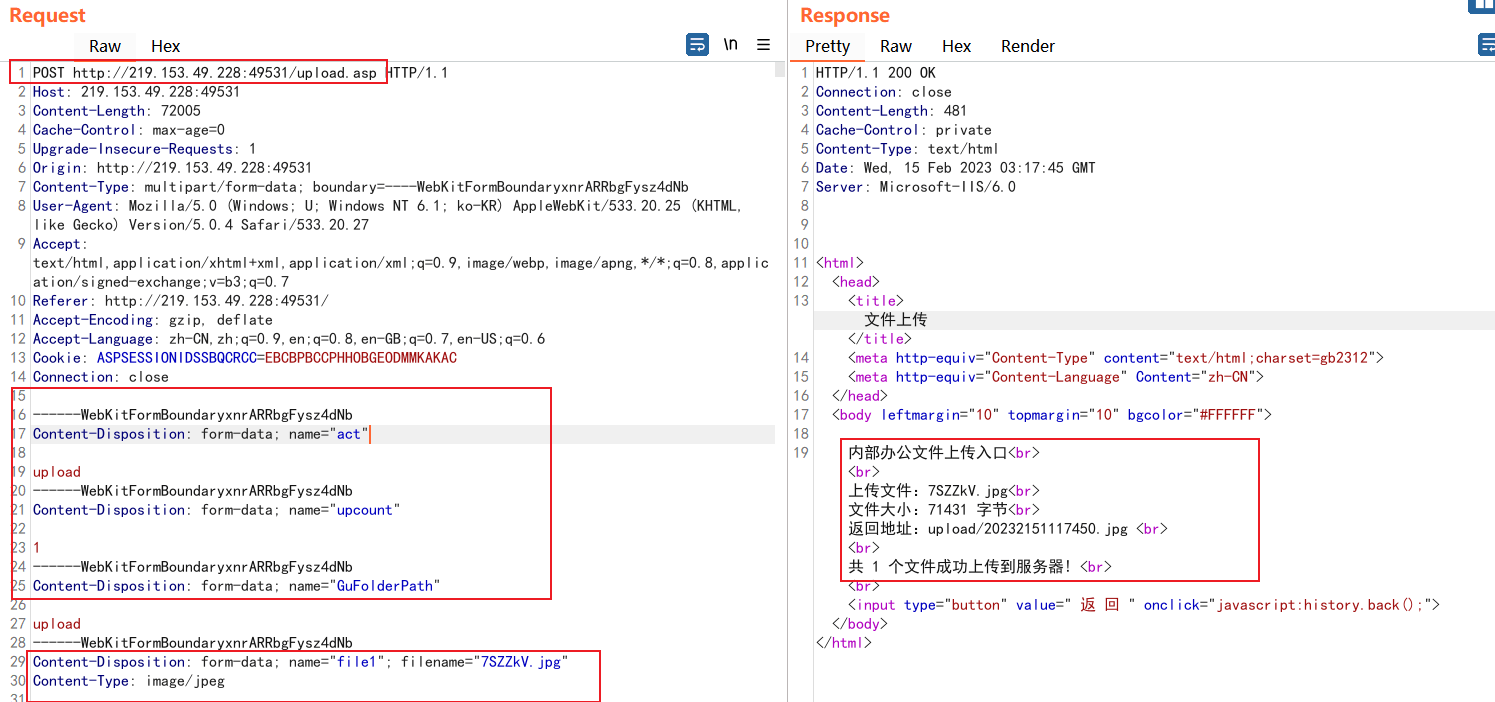 Request
Raw Hex
\n
1 POST http://219.153.49.228:49531/upload.asp HTTP/1.1
2 Host: 219.153.49.228:49531
3 Content-Length: 72005
4 Cache-Control: max-age=0
5 Upgrade-Insecure-Requests: 1
6 Origin: http://219.153.49.228:49531
7 Content-Type: multipart/form-data; boundary=----WebKitFormBoundaryxnrARRbgFysz4dNb
8 User-Agent: Mozilla/5.0 (Windows; U; Windows NT 6.1; ko-KR) AppleWebKit/533.20.25 (KHTML,
like Gecko) Version/5.0.4 Safari/533.20.27
9 Accept:
text/html,application/xhtml+xml,application/xml;q=0.9,image/webp,image/apng,*/*;q=0.8,applic
ation/signed-exchange;v=b3;q=0.7
10 Referer: http://219.153.49.228:49531/
11 Accept-Encoding: gzip, deflate
12 Accept-Language: zh-CN,zh;q=0.9,en;q=0.8,en-GB;q=0.7,en-US;q=0.6
13 Cookie: ASPSESSIONIDSSBQCRCC=EBCBPBCCPHHOBGEODMMKAKAC
14 Connection: close
15
16 ------WebKitFormBoundaryxnrARRbgFysz4dNb
17 Content-Disposition: form-data; name="act"
18
19 upload
20 ------WebKitFormBoundaryxnrARRbgFysz4dNb
21 Content-Disposition: form-data; name="upcount"
22
23 1
24 ------WebKitFormBoundaryxnrARRbgFysz4dNb
25 Content-Disposition: form-data; name="GuFolderPath"
26
27 upload
28 ------WebKitFormBoundaryxnrARRbgFysz4dNb
29 Content-Disposition: form-data; name="file1"; filename="7SZZkV.jpg"
30 Content-Type: image/jpeg
31
Response
Pretty Raw Hex Render
1 HTTP/1.1 200 OK
2 Connection: close
3 Content-Length: 481
4 Cache-Control: private
5 Content-Type: text/html
6 Date: Wed, 15 Feb 2023 03:17:45 GMT
7 Server: Microsoft-IIS/6.0
8
9
10
11 <html>
12 <head>
13 <title>
文件上传
</title>
14 <meta http-equiv="Content-Type" content="text/html;charset=gb2312">
15 <meta http-equiv="Content-Language" Content="zh-CN">
16 </head>
17 <body leftmargin="10" topmargin="10" bgcolor="#FFFFFF">
18
19 内部办公文件上传入口<br>
<br>
上传文件：7SZZkV.jpg<br>
文件大小：71431 字节<br>
返回地址：upload/20232151117450.jpg <br>
<br>
共 1 个文件成功上传到服务器！<br>
<br>
<input type="button" value=" 返 回 " onclick="javascript:history.back();">
</body>
</html>